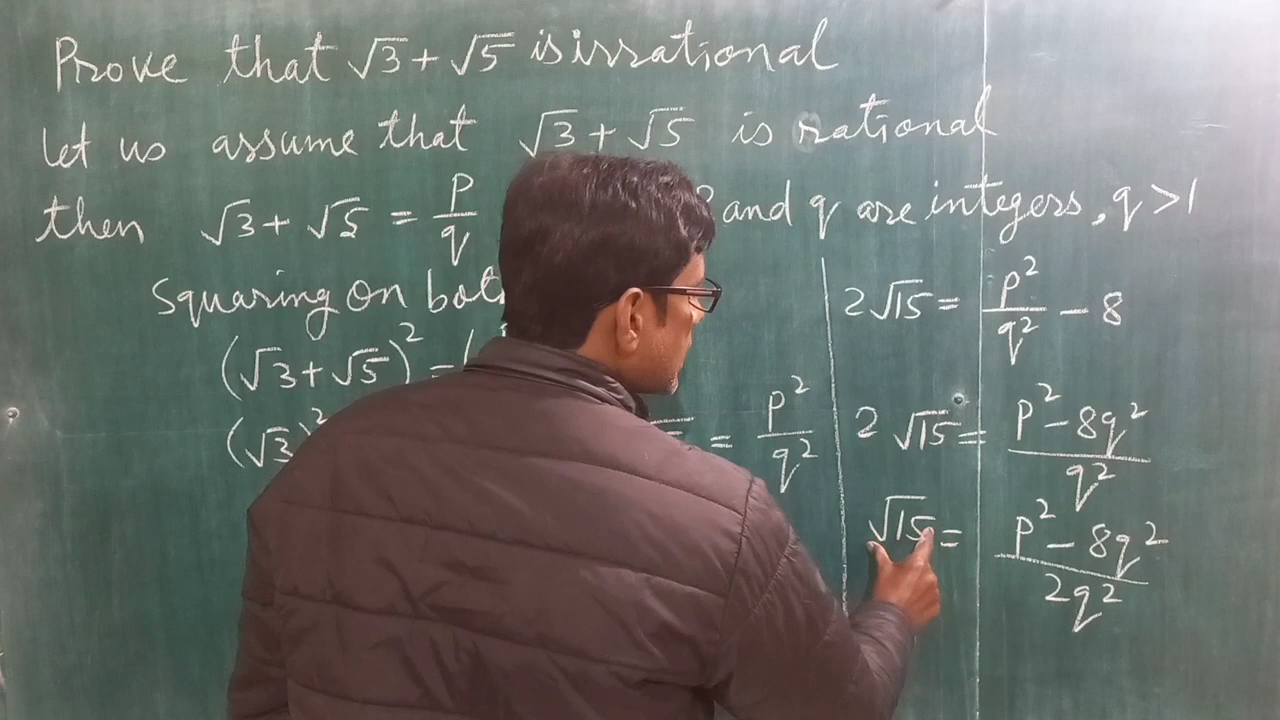 Prove that √3 + √5 is irrational
let us assume that √3 + √5 is rational
then √3 + √5 = p/q and q are integers, q > 1
Squaring on
(√3 + √5)² = (
(√3)² = p²/q²
2√15 = p²/q² - 8
2 √15 = p² - 8q²/q²
√15 = p² - 8q²/2q²